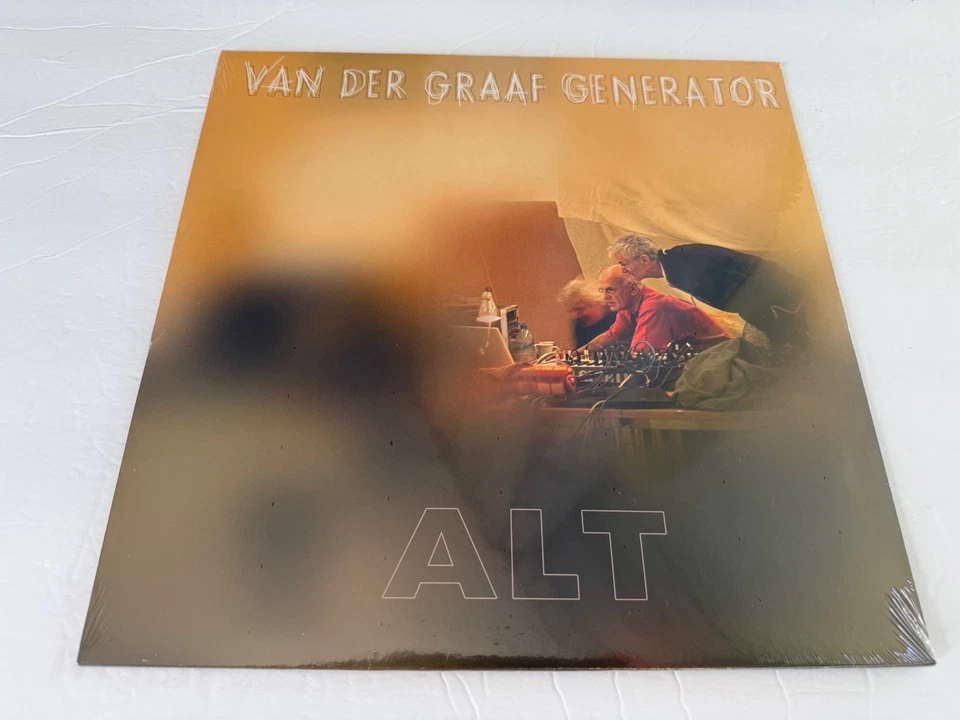 VAN DER GRAAF GENERATOR
ALT